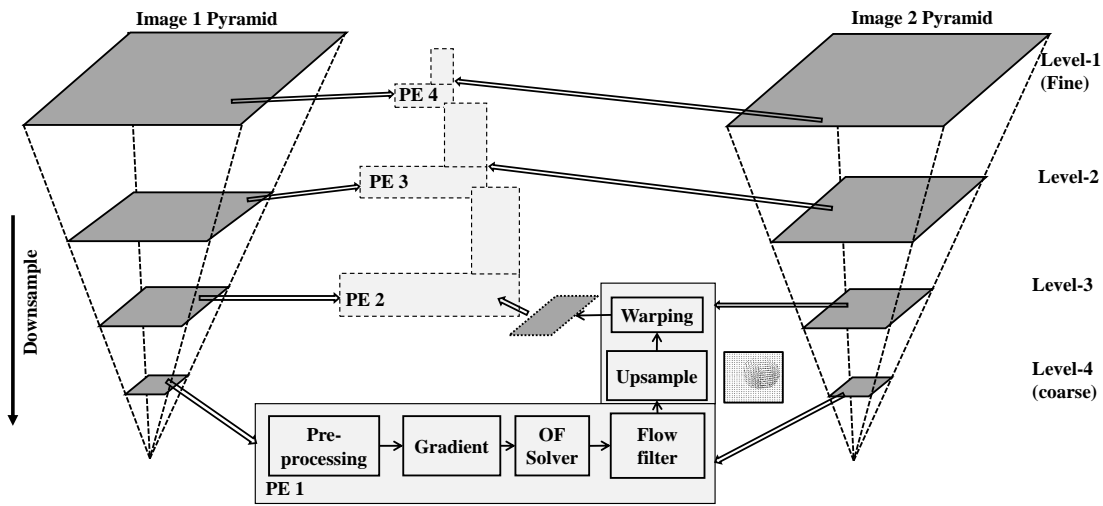 Image 1 Pyramid
Image 2 Pyramid
Level-1
(Fine)
PE 4
Level-2
PE 3
Downsample
Level-3
PE 2
Warping
Level-4
(coarse)
Upsample
Pre-
processing
Gradient
OF
Solver
Flow
filter
PE 1